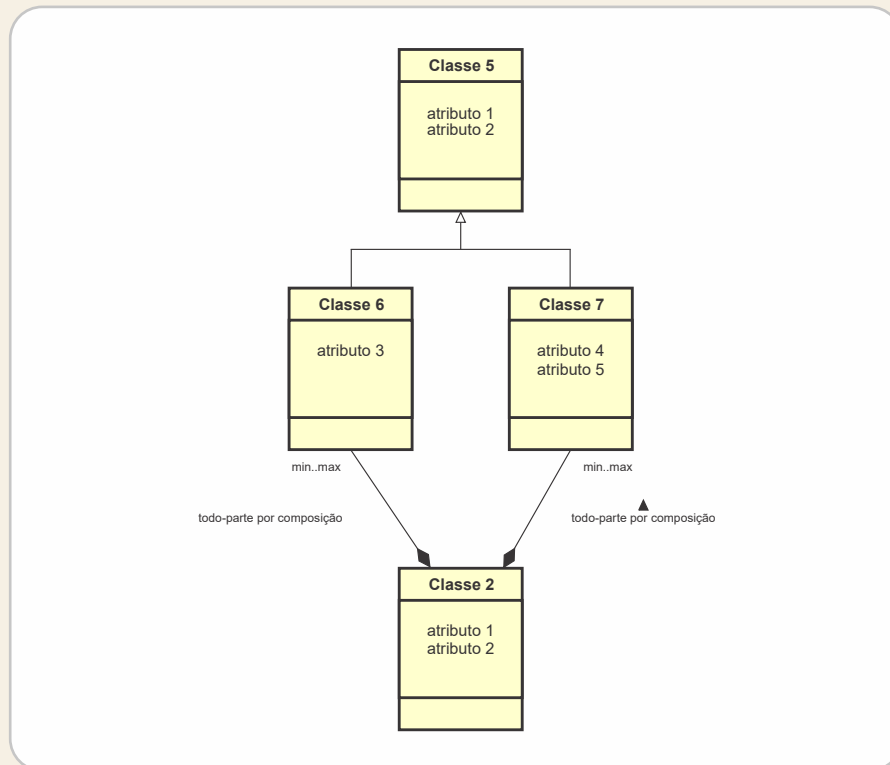 Classe 5
atributo 1
atributo 2
Classe 6
Classe 7
atributo 3
atributo 4
atributo 5
min..max
min..max
todo-parte por composição
todo-parte por composição
Classe 2
atributo 1
atributo 2